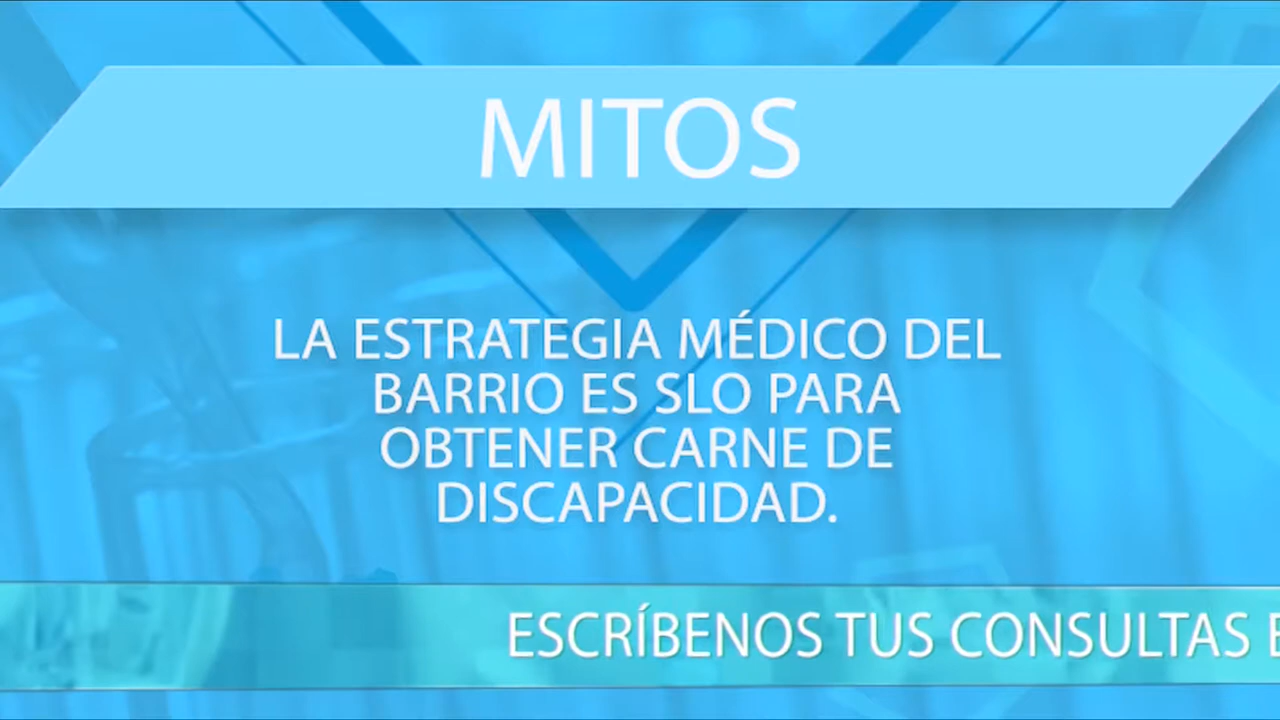 MITOS
LA ESTRATEGIA MÉDICO DEL
BARRIO ES SLO PARA
OBTENER CARNE DE
DISCAPACIDAD.
ESCRÍBENOS TUS CONSULTAS